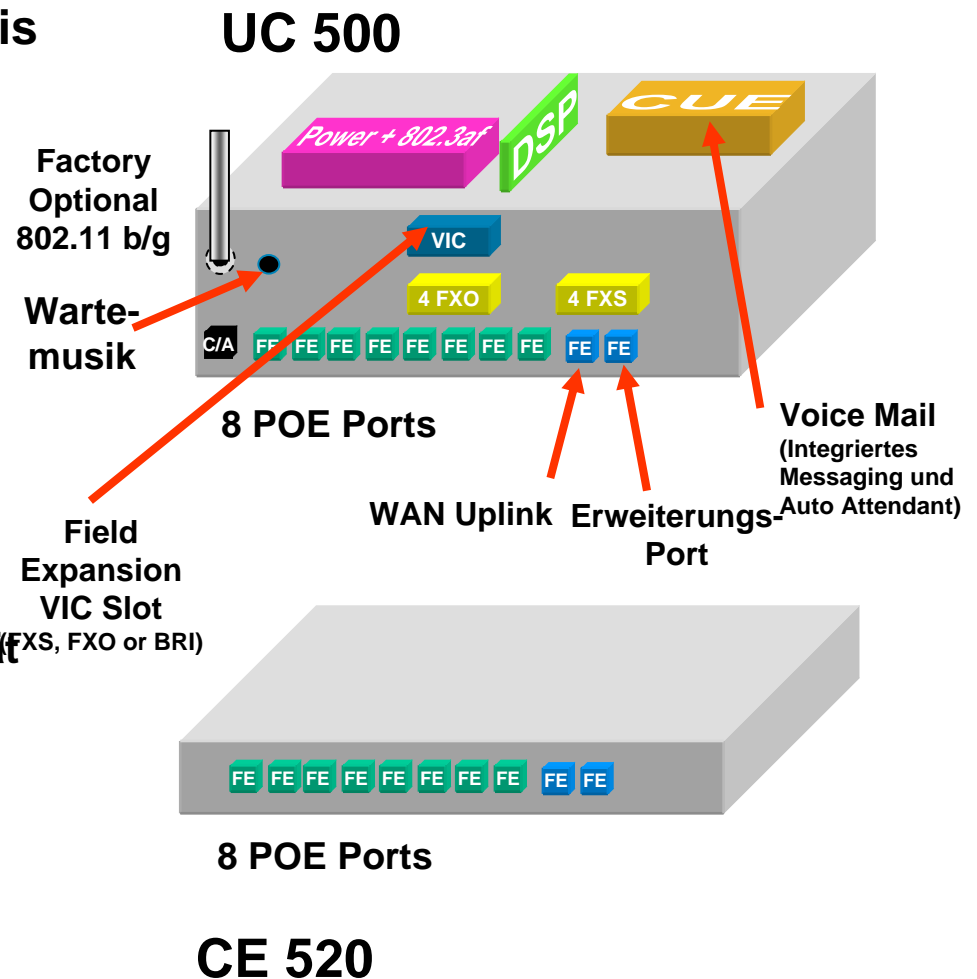 is
UC 500
Power + 802.3af
DSP
CUE
Factory
Optional
802.11 b/g
VIC
4 FXO
4 FXS
Warte-
musik
C/A
FE FE FE FE FE FE FE FE FE FE
8 POE Ports
Voice Mail
(Integriertes
Messaging und
Auto Attendant)
WAN Uplink
Erweiterungs-
Port
Field
Expansion
VIC Slot
(FXS, FXO or BRI)
FE FE FE FE FE FE FE FE FE FE
8 POE Ports
CE 520